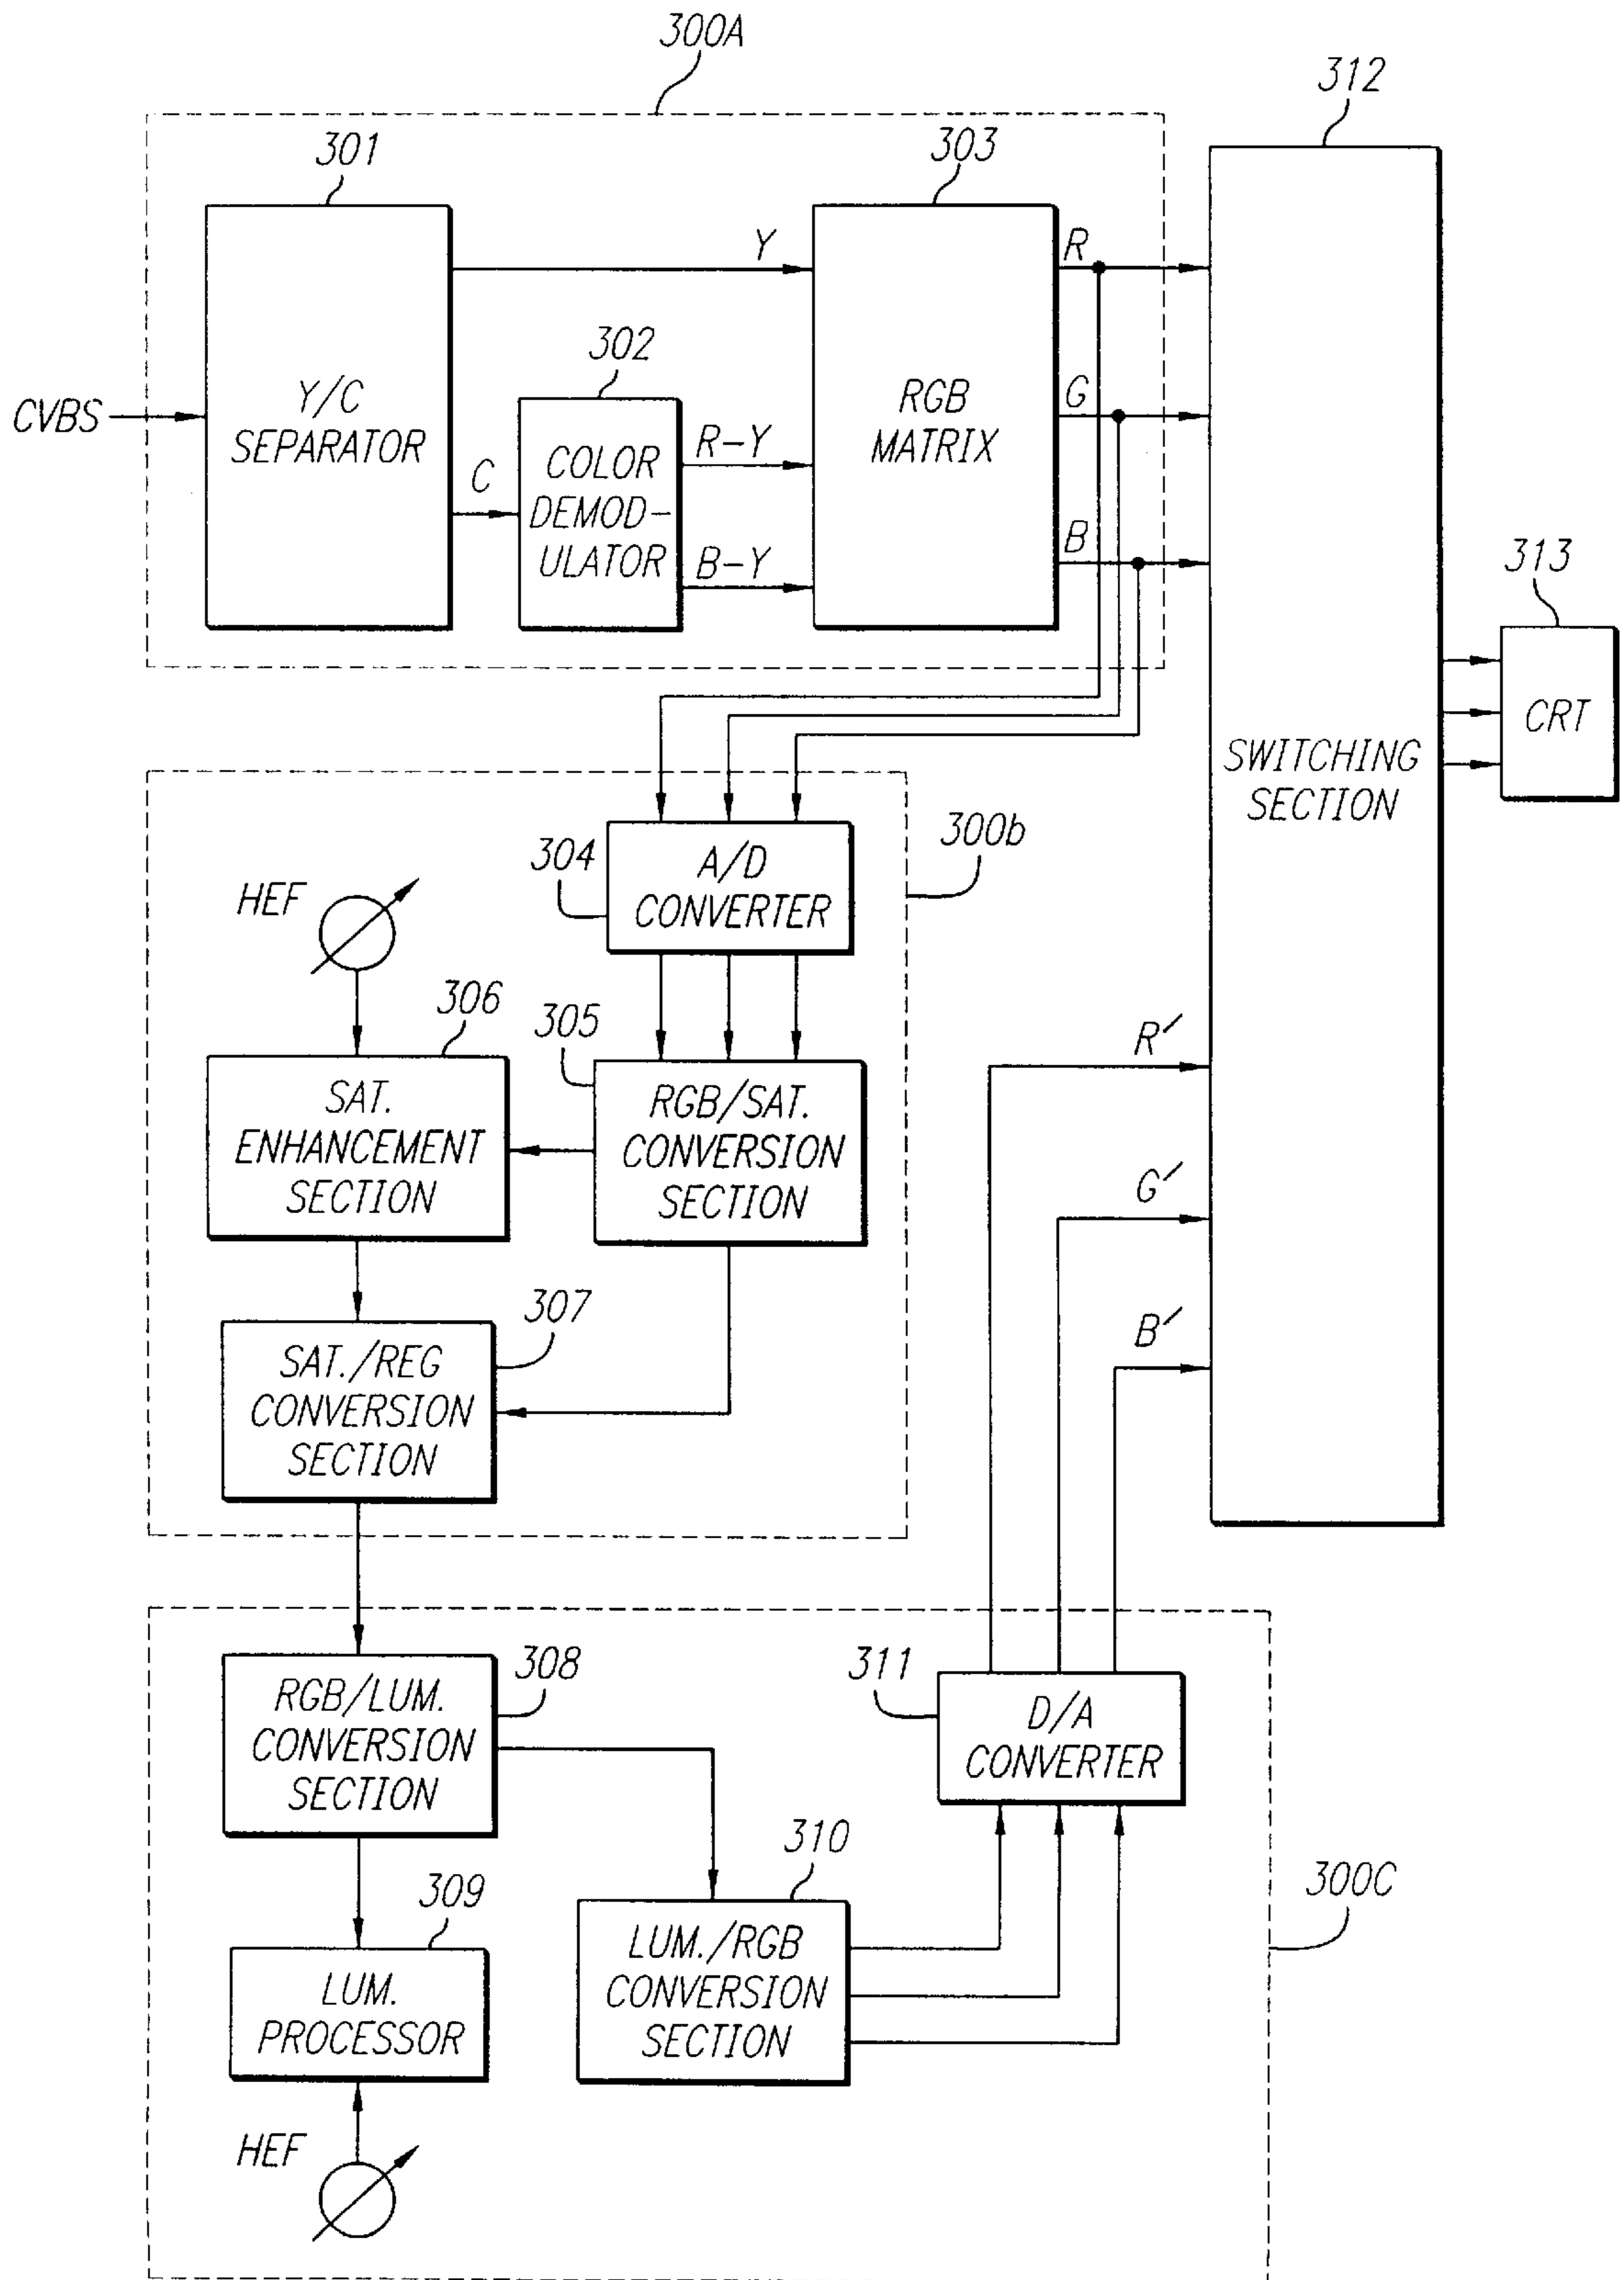 300A
312
301
303
Y
R
302
CVBS
Y/C
SEPARATOR
RGB
MATRIX
G
C
COLOR
DEMOD-
ULATOR
R-Y
B-Y
B
313
CRT
SWITCHING
SECTION
304
A/D
CONVERTER
300b
HEF
306
305
R'
SAT.
ENHANCEMENT
SECTION
RGB/SAT.
CONVERSION
SECTION
G'
307
B'
SAT./REG
CONVERSION
SECTION
308
311
RGB/LUM.
CONVERSION
SECTION
D/A
CONVERTER
310
309
300C
LUM./RGB
CONVERSION
SECTION
LUM.
PROCESSOR
HEF